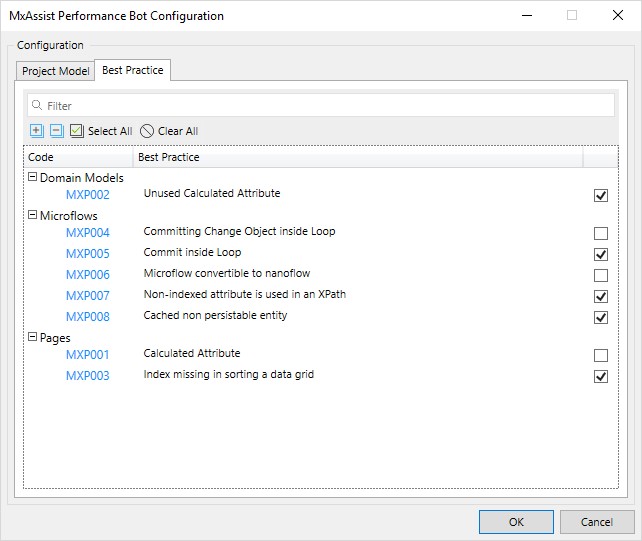 MxAssist Performance Bot Configuration
Configuration
Project Model Best Practice
Filter
Select All Clear All
Code Best Practice
Domain Models
MXP002 Unused Calculated Attribute
Microflows
MXP004 Committing Change Object inside Loop
MXP005 Commit inside Loop
MXP006 Microflow convertible to nanoflow
MXP007 Non-indexed attribute is used in an XPath
MXP008 Cached non persistable entity
Pages
MXP001 Calculated Attribute
MXP003 Index missing in sorting a data grid
OK Cancel